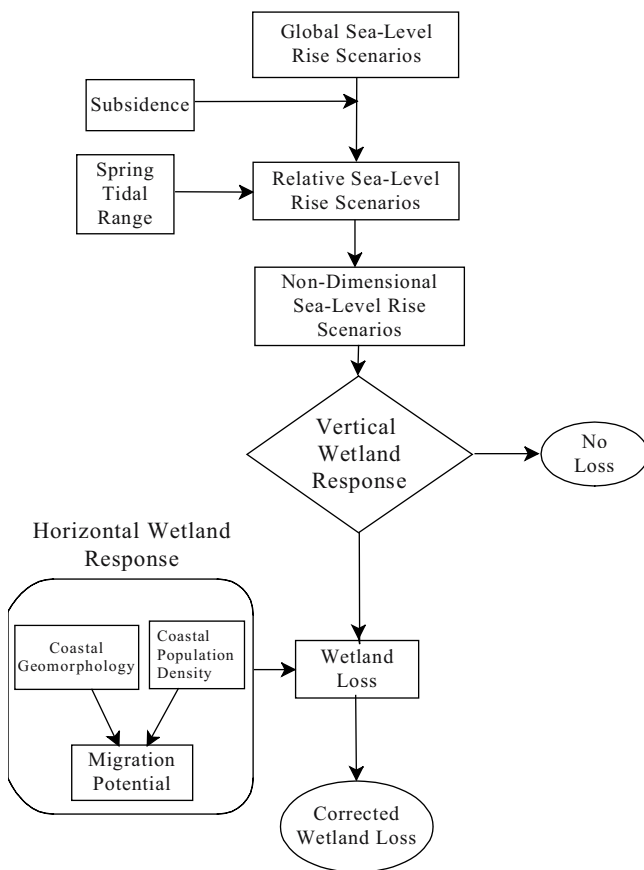 Global Sea-Level
Rise Scenarios
Subsidence
Spring
Tidal
Range
Relative Sea-Level
Rise Scenarios
Non-Dimensional
Sea-Level Rise
Scenarios
Vertical
Wetland
Response
No
Loss
Horizontal Wetland
Response
Coastal
Geomorphology
Coastal
Population
Density
Migration
Potential
Wetland
Loss
Corrected
Wetland Loss